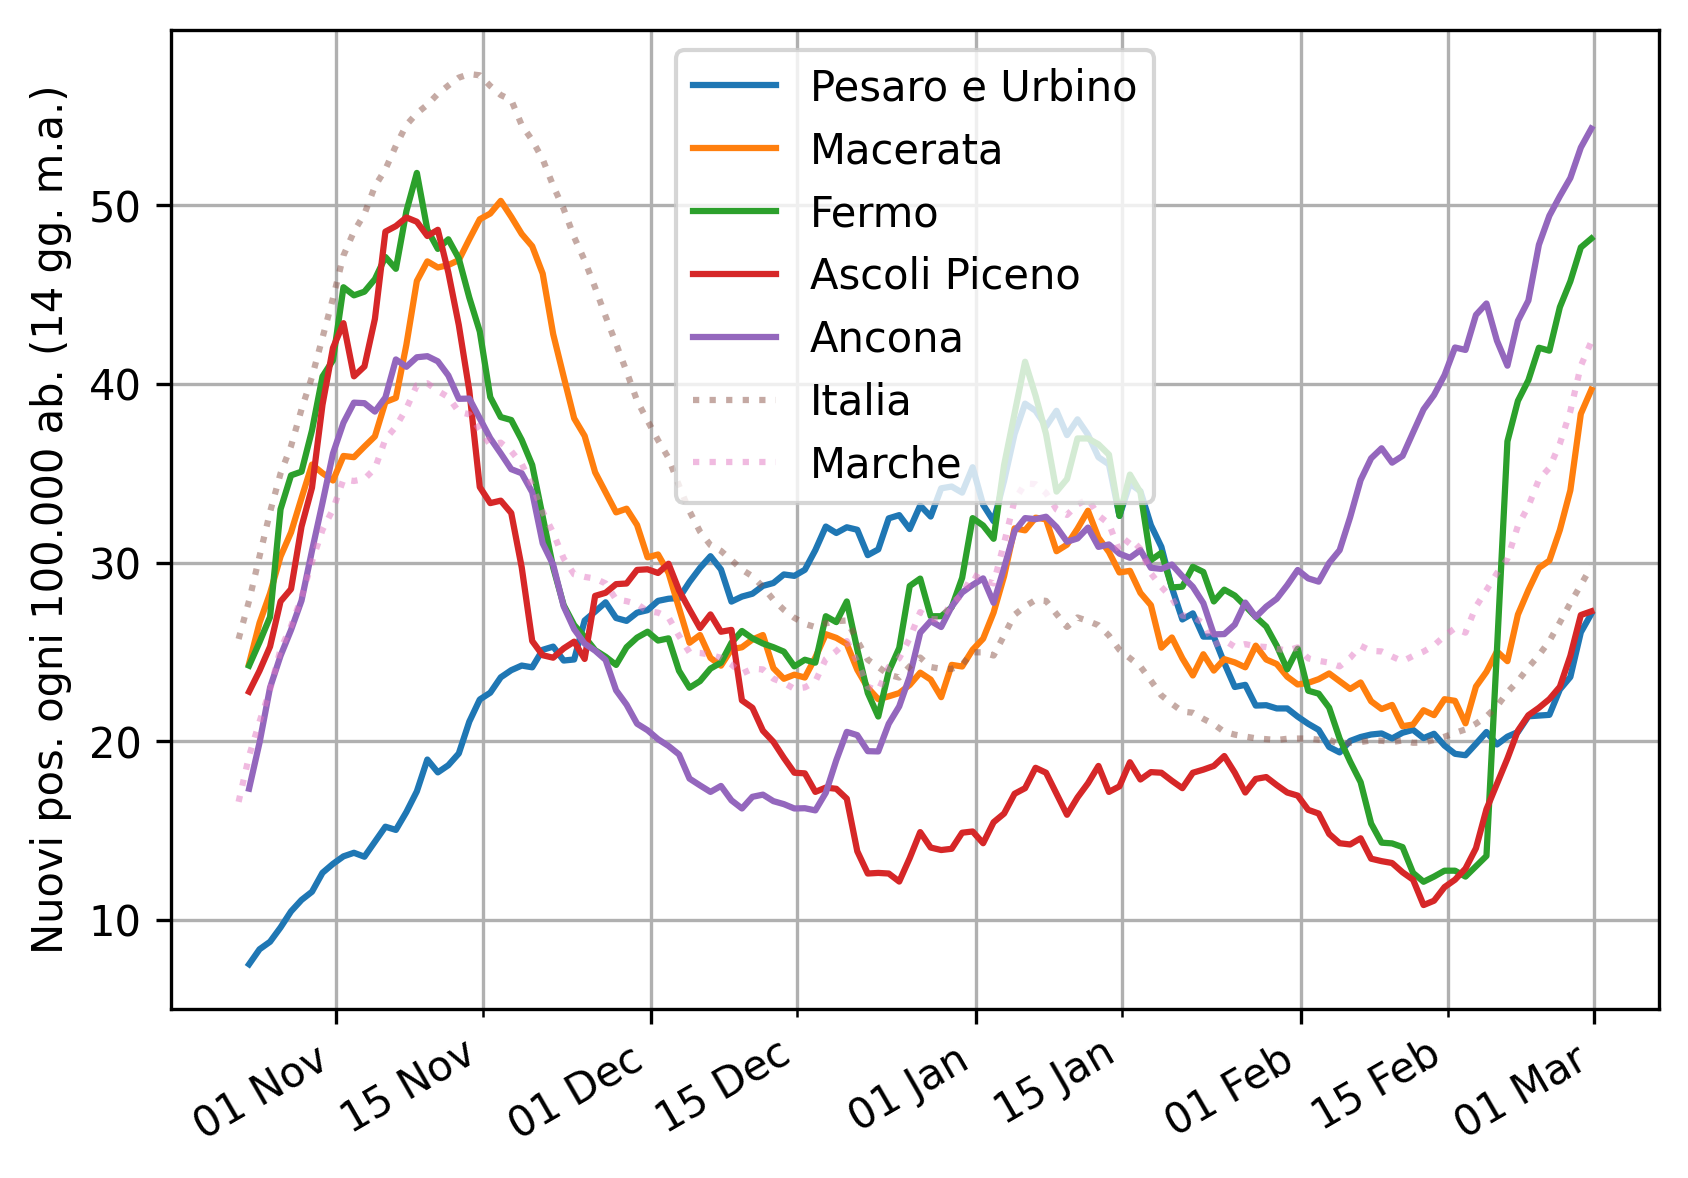 Nuovi pos. ogni 100.000 ab. (14 gg. m.a.)
50
40
30
20
10
Pesaro e Urbino
Macerata
Fermo
Ascoli Piceno
Ancona
Italia
Marche
01 Nov
15 Nov
01 Dec
15 Dec
01 Jan
15 Jan
01 Feb
15 Feb
01 Mar